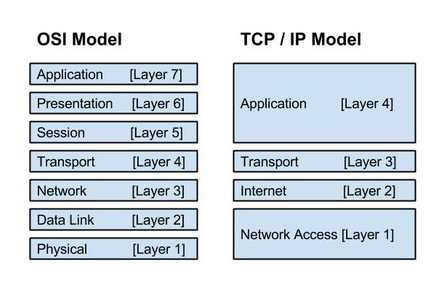 OSI Model
Application [Layer 7]
Presentation [Layer 6]
Session [Layer 5]
Transport [Layer 4]
Network [Layer 3]
Data Link [Layer 2]
Physical [Layer 1]
TCP / IP Model
Application [Layer 4]
Transport [Layer 3]
Internet [Layer 2]
Network Access [Layer 1]